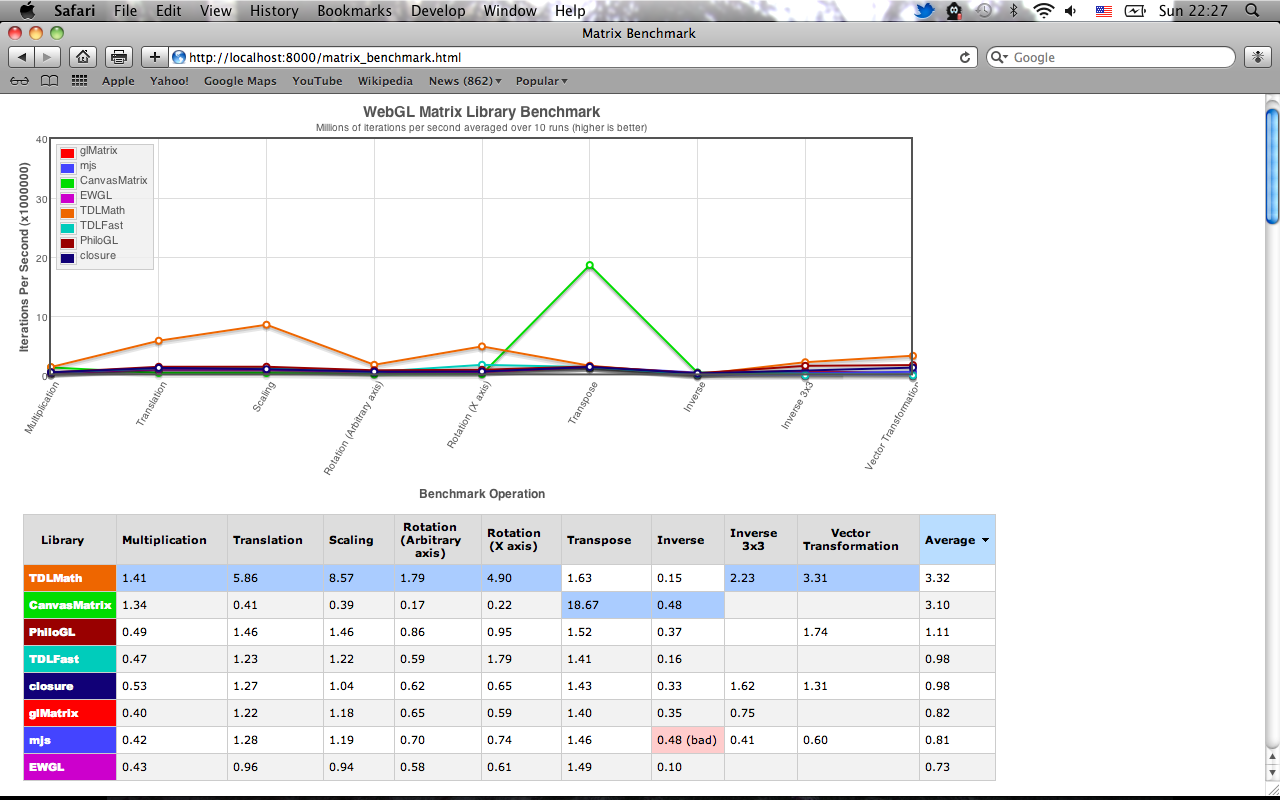 Safari File Edit View History Bookmarks Develop Window Help Sun 22:27
Matrix Benchmark
http://localhost:8000/matrix_benchmark.html Google
Apple Yahoo! Google Maps YouTube Wikipedia News (862) Popular
WebGL Matrix Library Benchmark
Millions of iterations per second averaged over 10 runs (higher is better)
Iterations Per Second (x1000000)
40
30
20
10
0
glMatrix
mjs
CanvasMatrix
EWGL
TDLMath
TDLFast
PhiloGL
closure
Multiplication
Translation
Scaling
Rotation (Arbitrary axis)
Rotation (X axis)
Transpose
Inverse
Inverse 3x3
Vector Transformation
Benchmark Operation
Library Multiplication Translation Scaling Rotation (Arbitrary axis) Rotation (X axis) Transpose Inverse Inverse 3x3 Vector Transformation Average
TDLMath 1.41 5.86 8.57 1.79 4.90 1.63 0.15 2.23 3.31 3.32
CanvasMatrix 1.34 0.41 0.39 0.17 0.22 18.67 0.48 3.10
PhiloGL 0.49 1.46 1.46 0.86 0.95 1.52 0.37 1.74 1.11
TDLFast 0.47 1.23 1.22 0.59 1.79 1.41 0.16 0.98
closure 0.53 1.27 1.04 0.62 0.65 1.43 0.33 1.62 1.31 0.98
glMatrix 0.40 1.22 1.18 0.65 0.59 1.40 0.35 0.75 0.82
mjs 0.42 1.28 1.19 0.70 0.74 1.46 0.48 (bad) 0.41 0.60 0.81
EWGL 0.43 0.96 0.94 0.58 0.61 1.49 0.10 0.73